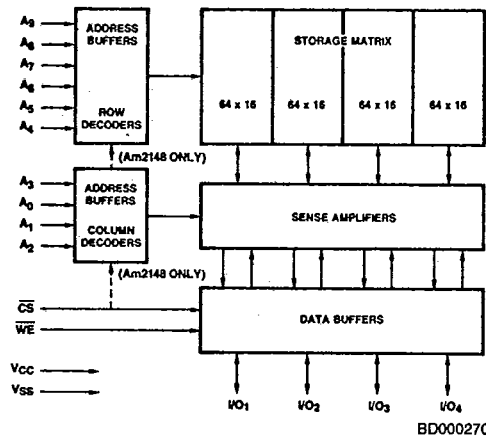 A9
A8
A7
A6
A5
A4
ADDRESS
BUFFERS
ROW
DECODERS
STORAGE MATRIX
64 x 16
64 x 16
64 x 16
64 x 16
(Am2148 ONLY)
A3
A0
A1
A2
ADDRESS
BUFFERS
COLUMN
DECODERS
SENSE AMPLIFIERS
(Am2148 ONLY)
CS
WE
DATA BUFFERS
VCC
VSS
I/O1
I/O2
I/O3
I/O4
BD000270